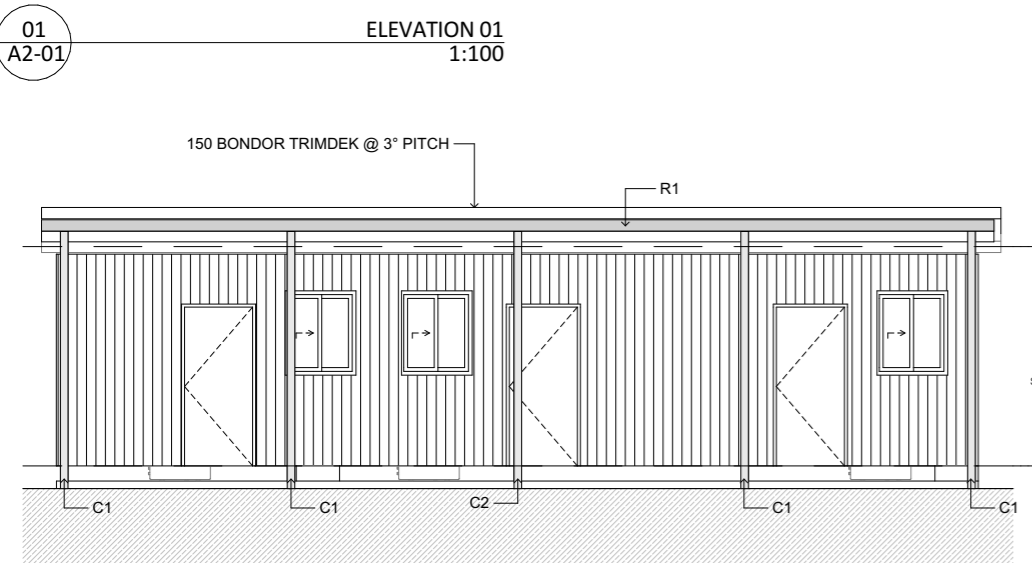 01
A2-01
ELEVATION 01
1:100
150 BONDOR TRIMDEK @ 3° PITCH
R1
C1
C1
C2
C1
C1